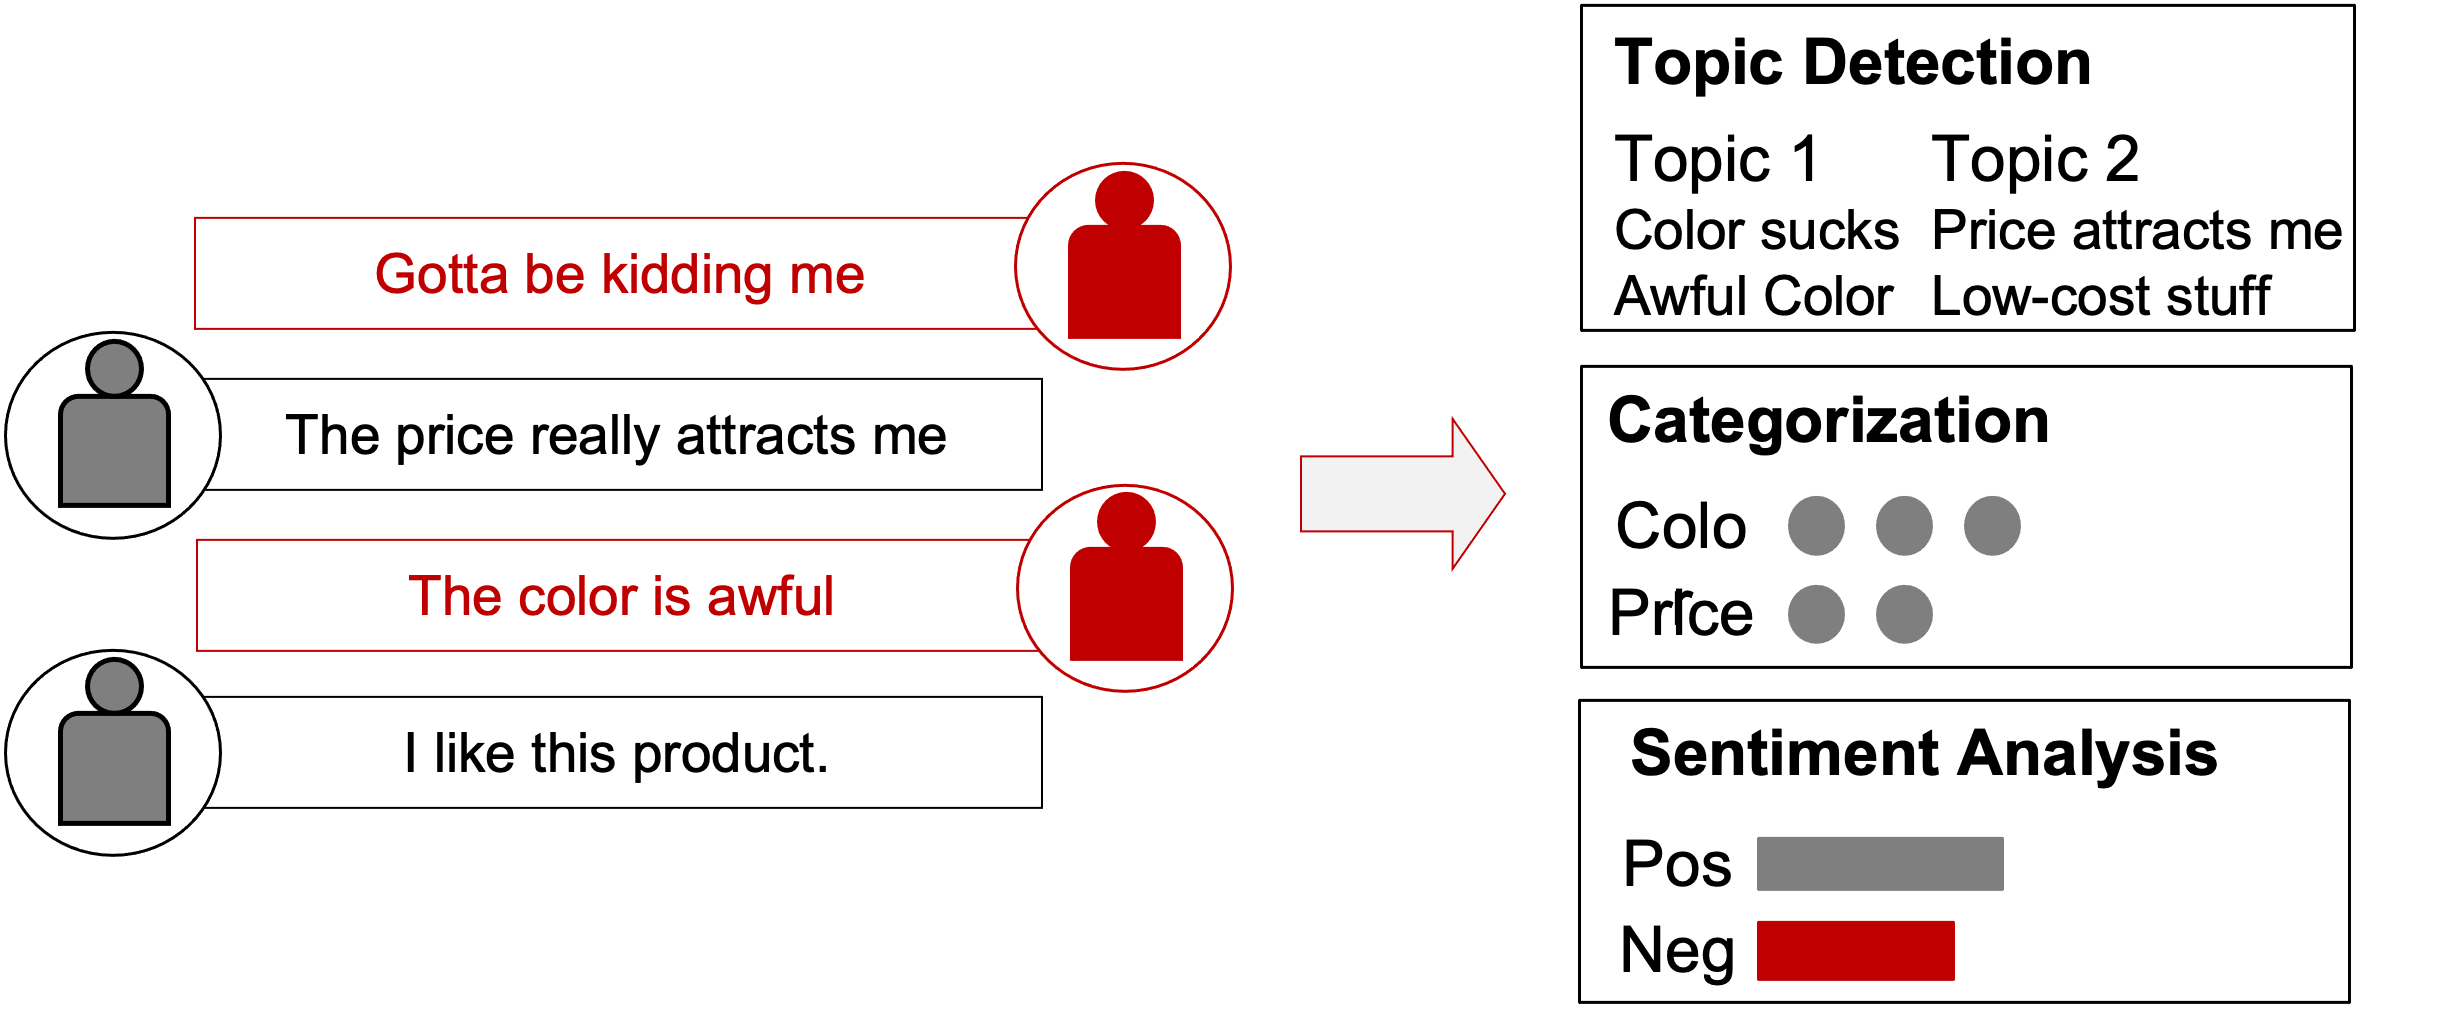 Gotta be kidding me
The price really attracts me
The color is awful
I like this product.
Topic Detection
Topic 1 Topic 2
Color sucks Price attracts me
Awful Color Low-cost stuff
Categorization
Color
Price
Sentiment Analysis
Pos
Neg